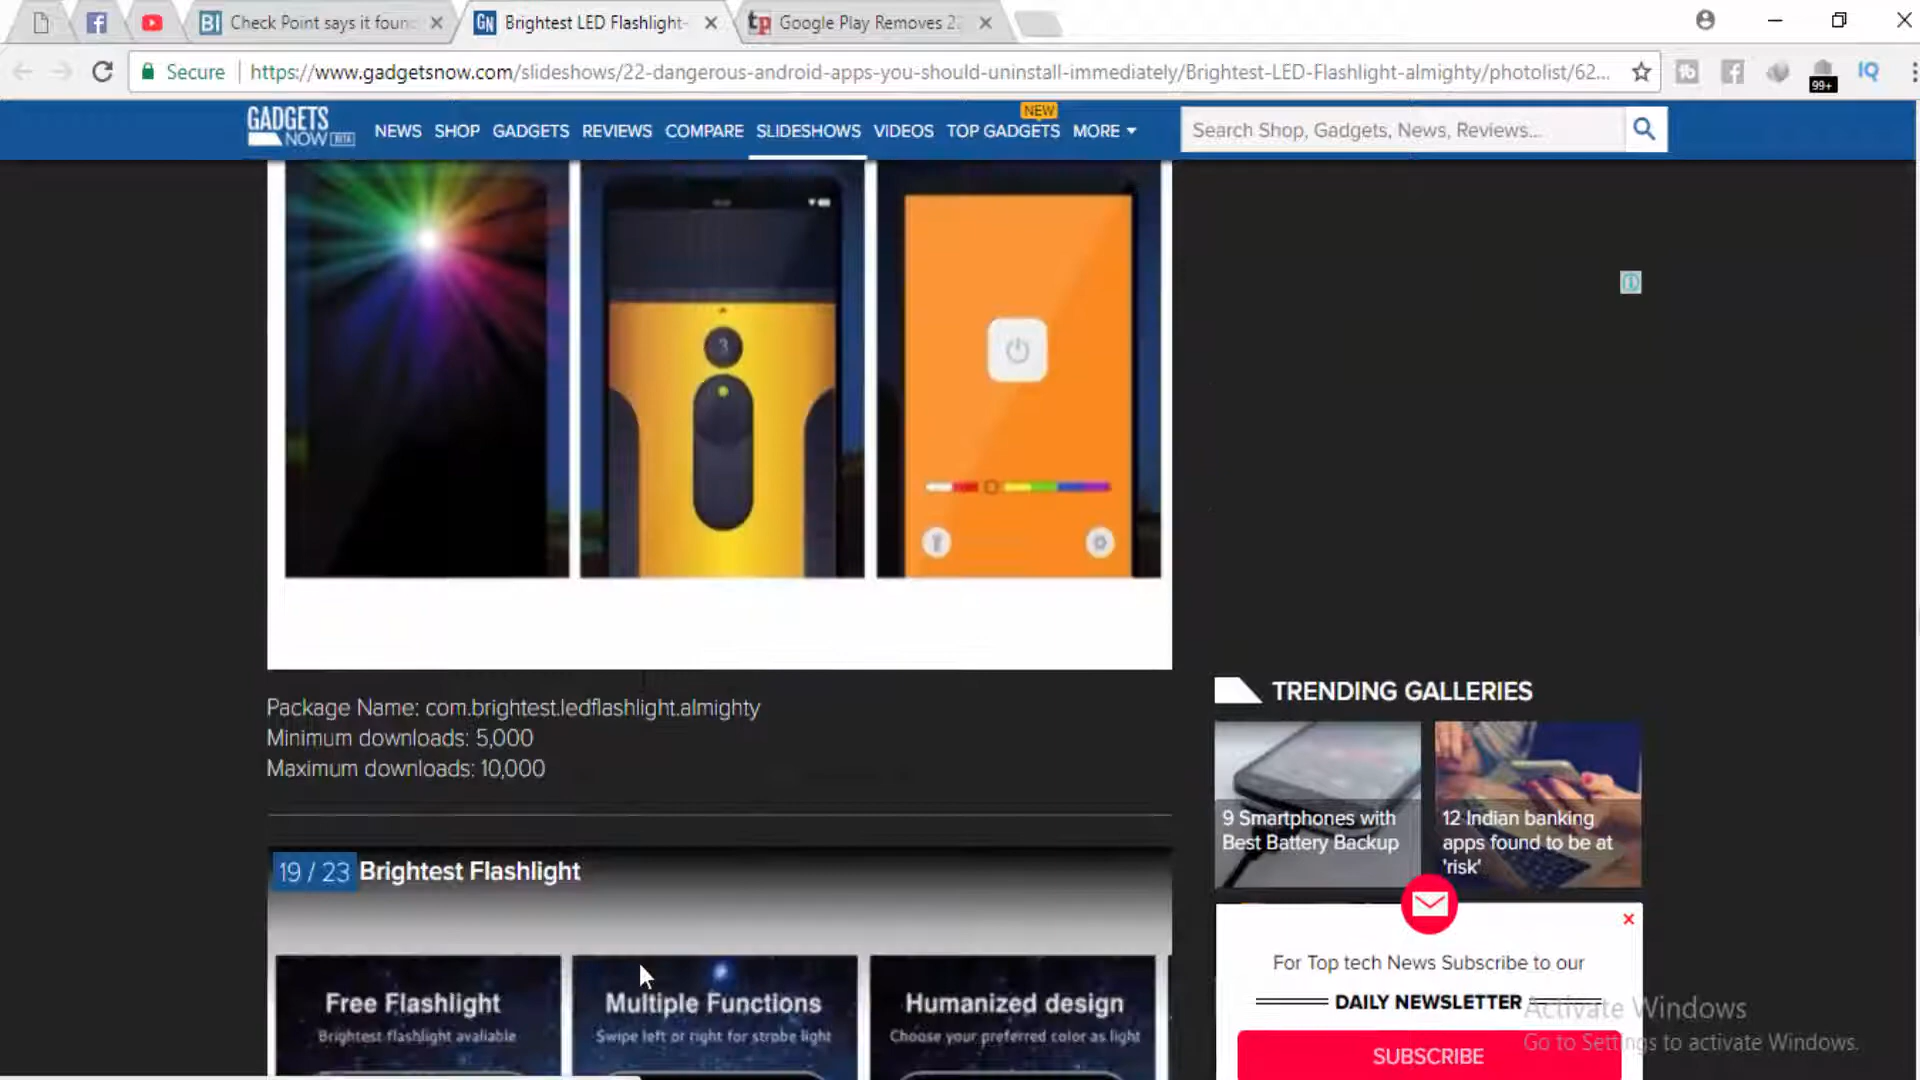 Check Point says it foun
Brightest LED Flashlight-
Google Play Removes 22
Secure
https://www.gadgetsnow.com/slideshows/22-dangerous-android-apps-you-should-uninstall-immediately/Brightest-LED-Flashlight-almighty/photolist/62...
99+
IQ
GADGETS
NOW BETA
NEWS SHOP GADGETS REVIEWS COMPARE SLIDESHOWS VIDEOS TOP GADGETS MORE
NEW
Search Shop, Gadgets, News, Reviews...
3
Package Name: com.brightest.ledflashlight.almighty
Minimum downloads: 5,000
Maximum downloads: 10,000
19 / 23 Brightest Flashlight
Free Flashlight
Brightest flashlight avaliable
Multiple Functions
Swipe left or right for strobe light
Humanized design
Choose your preferred color as light
TRENDING GALLERIES
9 Smartphones with
Best Battery Backup
12 Indian banking
apps found to be at
'risk'
For Top tech News Subscribe to our
DAILY NEWSLETTER
SUBSCRIBE
Activate Windows
Go to Settings to activate Windows.